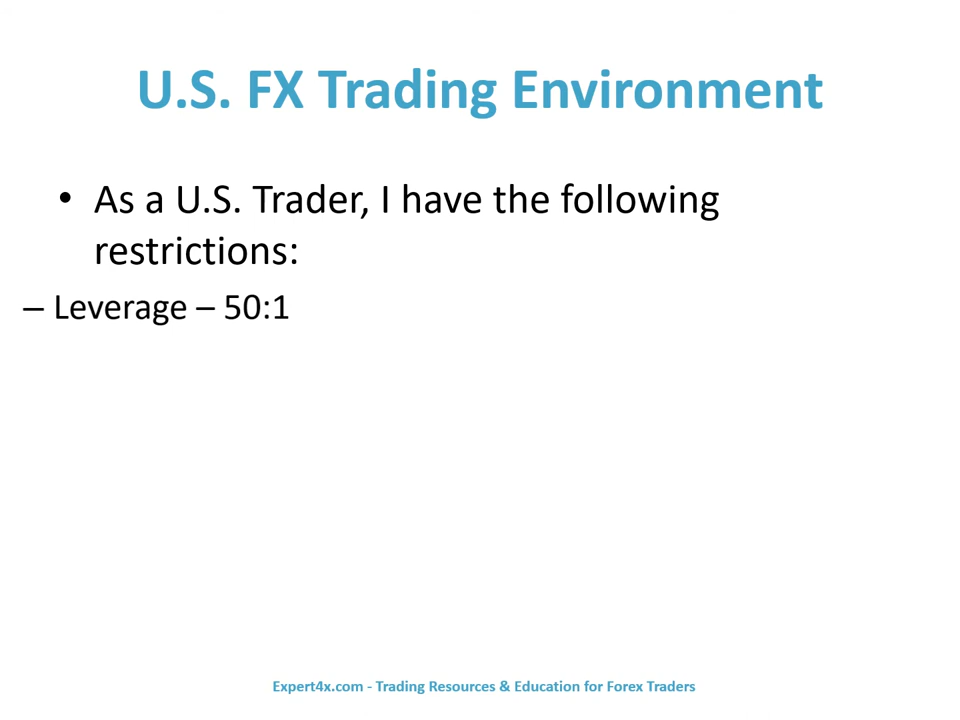 U.S. FX Trading Environment
• As a U.S. Trader, I have the following
restrictions:
– Leverage – 50:1
Expert4x.com - Trading Resources & Education for Forex Traders